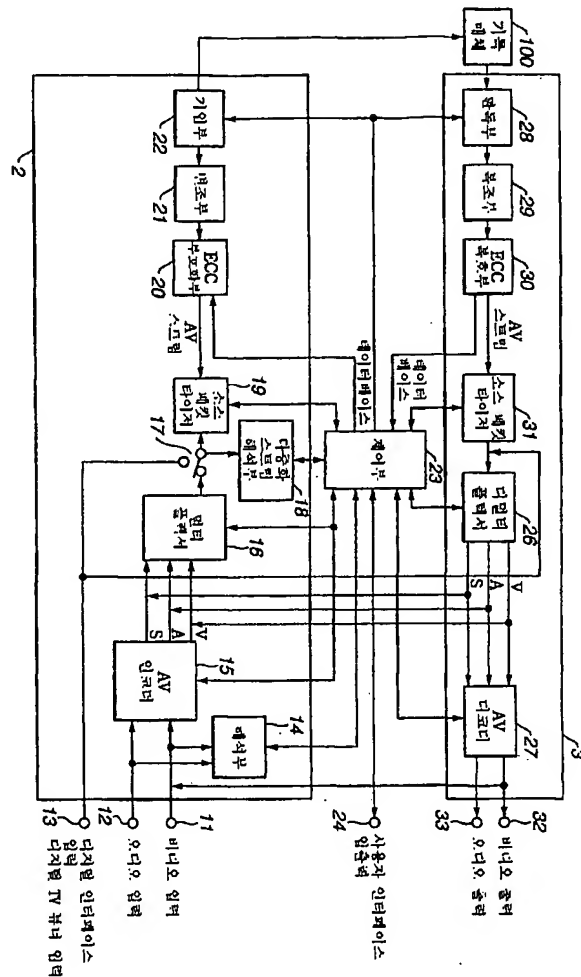 100
기록
매체
3
28
판독부
29
복조부
30
ECC
복호부
AV
스트림
31
소스 패킷
타이저
26
디멀티
플렉서
V
A
S
27
AV
디코더
32
비디오 출력
33
오디오 출력
데이터베이스
데이터
베이스
23
제어부
24
사용자 인터페이스
입출력
2
22
기입부
21
변조부
20
ECC
부호화부
AV
스트림
19
소스
패킷
타이저
17
18
다중화
스트림
해석부
16
멀티
플렉서
V
A
S
15
AV
인코더
14
해석부
11
비디오 입력
12
오디오 입력
13
디지털 인터페이스
입력
디지털 TV 튜너 입력